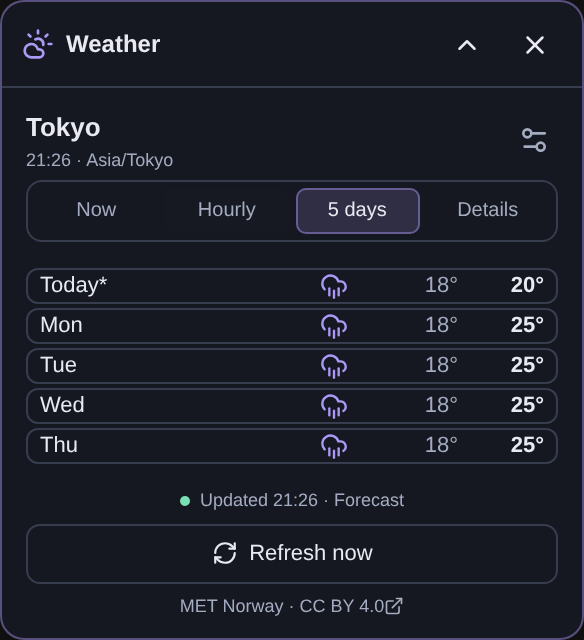 Weather
Tokyo
21:26 · Asia/Tokyo
Now Hourly 5 days Details
Today* 18° 20°
Mon 18° 25°
Tue 18° 25°
Wed 18° 25°
Thu 18° 25°
Updated 21:26 · Forecast
Refresh now
MET Norway · CC BY 4.0